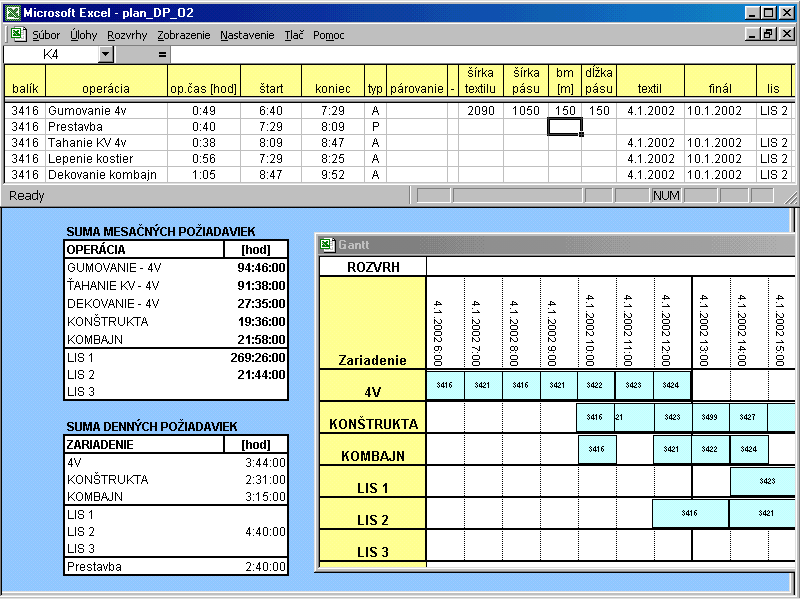 Microsoft Excel - plan_DP_02
Súbor Úlohy Rozvrhy Zobrazenie Nastavenie Tlač Pomoc
K4 =
balík operácia op.čas [hod] štart koniec typ párovanie - šírka textilu šírka pásu bm [m] dĺžka pásu textil finál lis
3416 Gumovanie 4v 0:49 6:40 7:29 A 2090 1050 150 150 4.1.2002 10.1.2002 LIS 2
3416 Prestavba 0:40 7:29 8:09 P
3416 Tahanie KV 4v 0:38 8:09 8:47 A 4.1.2002 10.1.2002 LIS 2
3416 Lepenie kostier 0:56 7:29 8:25 A 4.1.2002 10.1.2002 LIS 2
3416 Dekovanie kombajn 1:05 8:47 9:52 A 4.1.2002 10.1.2002 LIS 2
Ready NUM
SUMA MESAČNÝCH POŽIADAVIEK
OPERÁCIA [hod]
GUMOVANIE - 4V 94:46:00
ŤAHANIE KV - 4V 91:38:00
DEKOVANIE - 4V 27:35:00
KONŠTRUKTA 19:36:00
KOMBAJN 21:58:00
LIS 1 269:26:00
LIS 2 21:44:00
LIS 3
SUMA DENNÝCH POŽIADAVIEK
ZARIADENIE [hod]
4V 3:44:00
KONŠTRUKTA 2:31:00
KOMBAJN 3:15:00
LIS 1
LIS 2 4:40:00
LIS 3
Prestavba 2:40:00
Gantt
ROZVRH
Zariadenie 4.1.2002 6:00 4.1.2002 7:00 4.1.2002 8:00 4.1.2002 9:00 4.1.2002 10:00 4.1.2002 11:00 4.1.2002 12:00 4.1.2002 13:00 4.1.2002 14:00 4.1.2002 15:00
4V 3416 3421 3416 3421 3422 3423 3424
KONŠTRUKTA 3416 21 3423 3499 3427
KOMBAJN 3416 3421 3422 3424
LIS 1 3423
LIS 2 3416 3421
LIS 3